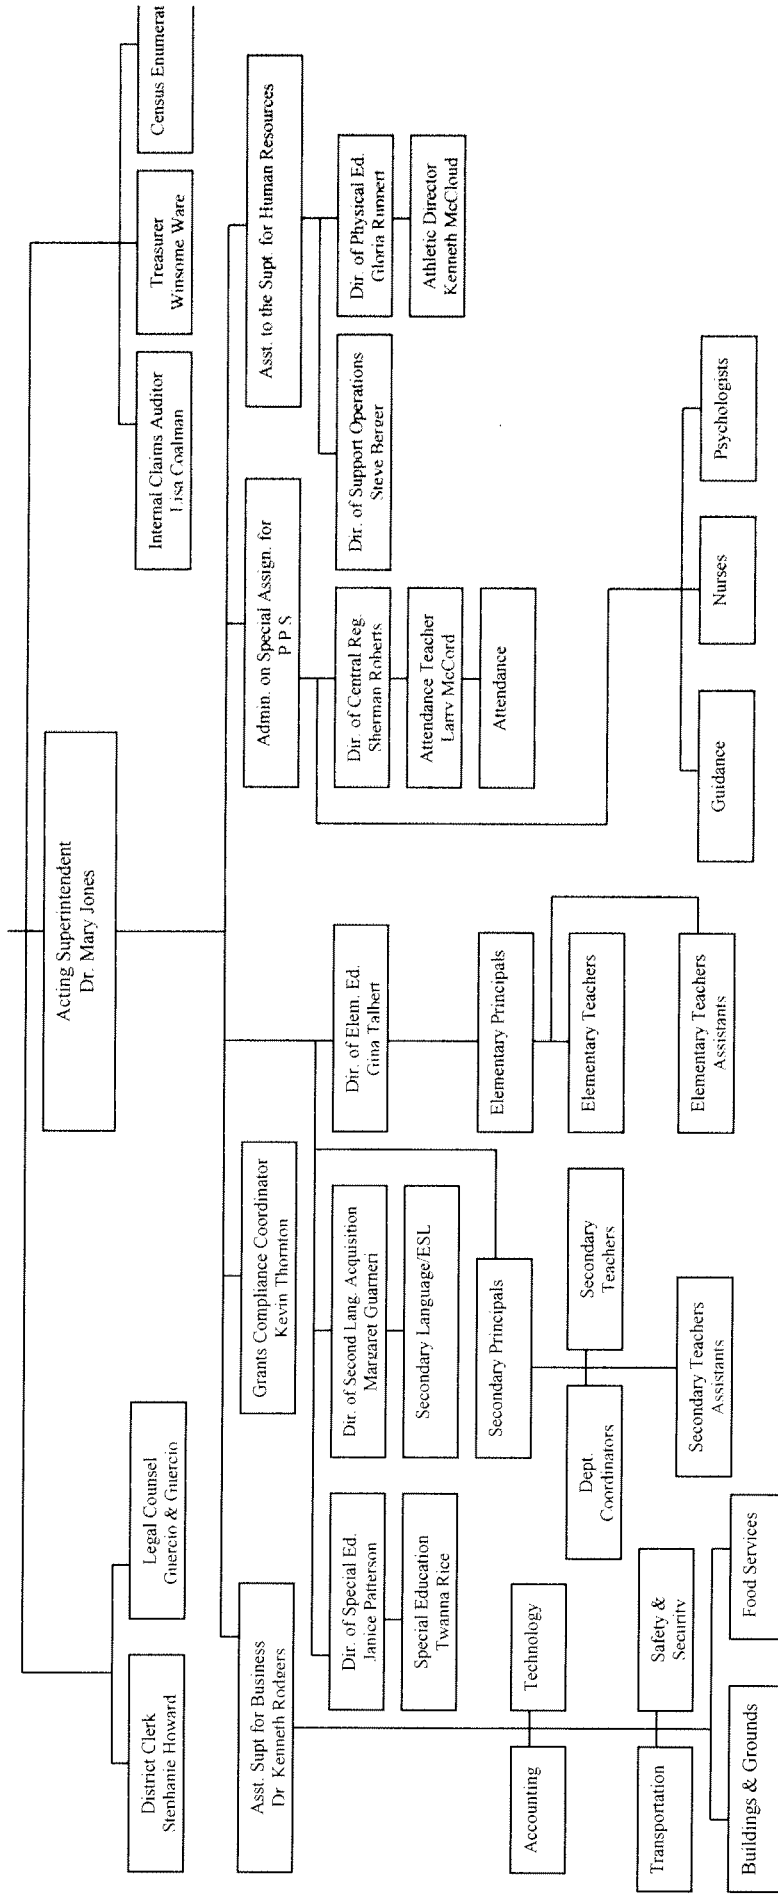 Acting Superintendent
Dr. Mary Jones
District Clerk
Stephanie Howard
Legal Counsel
Guercio & Guercio
Internal Claims Auditor
Lisa Coalman
Treasurer
Winsome Ware
Census Enumerat
Asst. Supt for Business
Dr Kenneth Rodgers
Grants Compliance Coordinator
Kevin Thornton
Admin. on Special Assign. for
P P S
Asst. to the Supt. for Human Resources
Dir. of Special Ed.
Janice Patterson
Dir. of Second Lang. Acquisition
Margaret Guarneri
Dir. of Elem. Ed.
Gina Talbert
Dir. of Central Reg.
Sherman Roberts
Dir. of Support Operations
Steve Berger
Dir. of Physical Ed.
Gloria Ruppert
Special Education
Twanna Rice
Secondary Language/ESL
Attendance Teacher
Larry McCord
Athletic Director
Kenneth McCloud
Secondary Principals
Elementary Principals
Attendance
Accounting
Technology
Dept.
Coordinators
Secondary
Teachers
Elementary Teachers
Transportation
Safety &
Security
Secondary Teachers
Assistants
Elementary Teachers
Assistants
Guidance
Nurses
Psychologists
Buildings & Grounds
Food Services